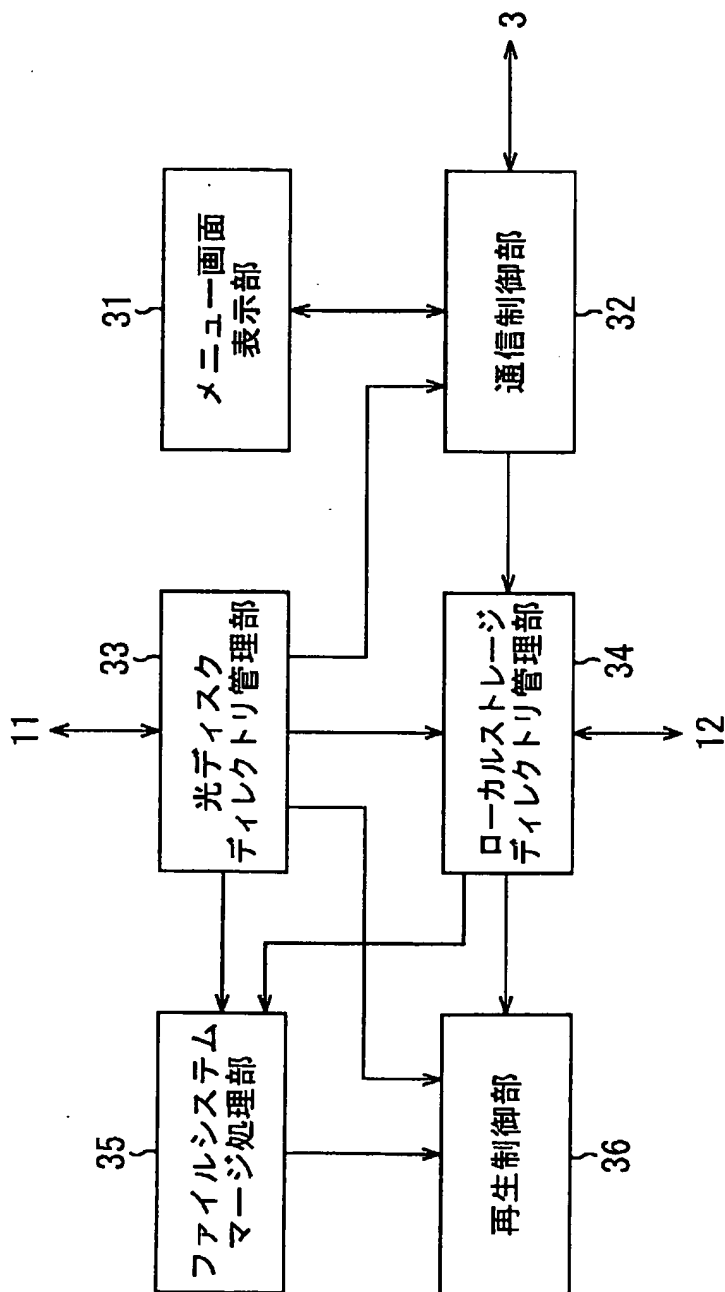 11
3
35
ファイルシステム
マージ処理部
33
光ディスク
ディレクトリ管理部
31
メニュー画面
表示部
再生制御部
36
ローカルストレージ
ディレクトリ管理部
34
通信制御部
32
12